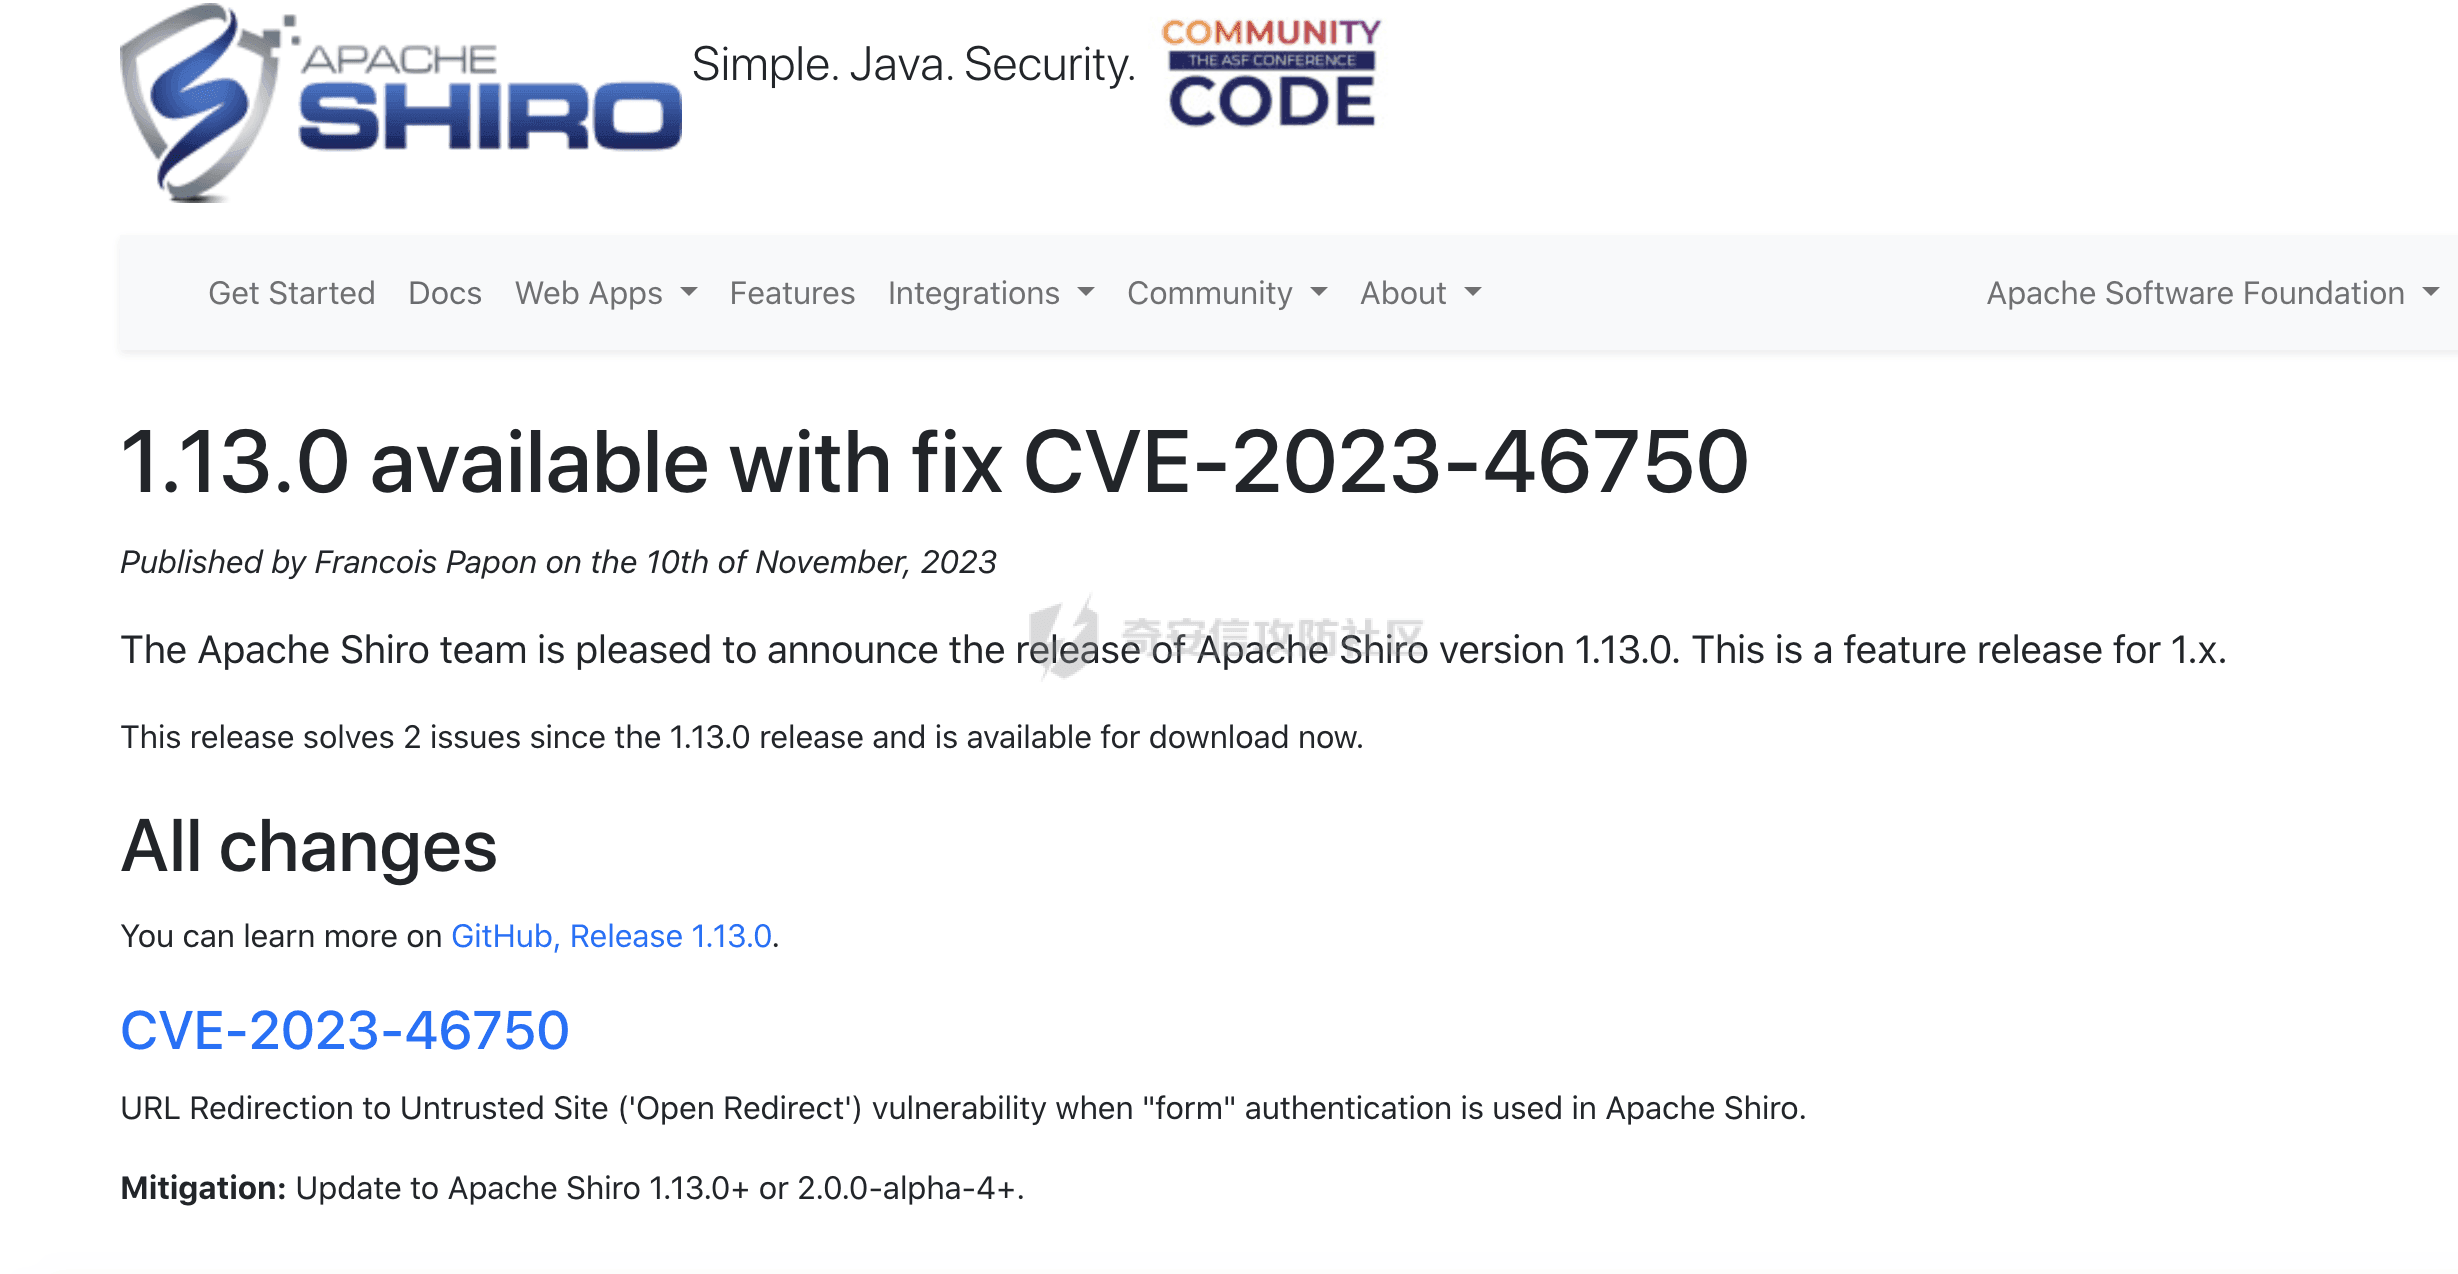 APACHE
SHIRO
Simple. Java. Security.
COMMUNITY
THE ASF CONFERENCE
CODE
Get Started Docs Web Apps Features Integrations Community About Apache Software Foundation
1.13.0 available with fix CVE-2023-46750
Published by Francois Papon on the 10th of November, 2023
奇安信攻防社区
The Apache Shiro team is pleased to announce the release of Apache Shiro version 1.13.0. This is a feature release for 1.x.
This release solves 2 issues since the 1.13.0 release and is available for download now.
All changes
You can learn more on GitHub, Release 1.13.0.
CVE-2023-46750
URL Redirection to Untrusted Site ('Open Redirect') vulnerability when "form" authentication is used in Apache Shiro.
Mitigation: Update to Apache Shiro 1.13.0+ or 2.0.0-alpha-4+.